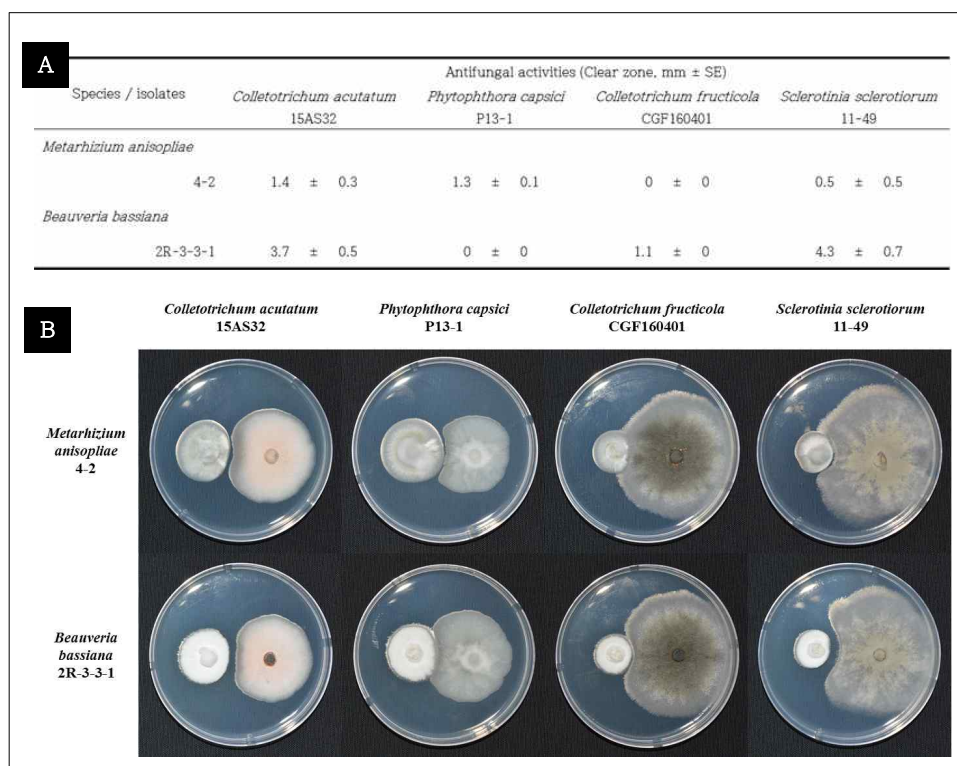 A
Antifungal activities (Clear zone, mm ± SE)
Species / isolates
Colletotrichum acutatum Phytophthora capsici Colletotrichum fructicola Sclerotinia sclerotiorum
15AS32 P13-1 CGF160401 11-49
Metarhizium anisopliae
4-2 1.4 ± 0.3 1.3 ± 0.1 0 ± 0 0.5 ± 0.5
Beauveria bassiana
2R-3-3-1 3.7 ± 0.5 0 ± 0 1.1 ± 0 4.3 ± 0.7
B
Colletotrichum acutatum Phytophthora capsici Colletotrichum fructicola Sclerotinia sclerotiorum
15AS32 P13-1 CGF160401 11-49
Metarhizium
anisopliae
4-2
Beauveria
bassiana
2R-3-3-1